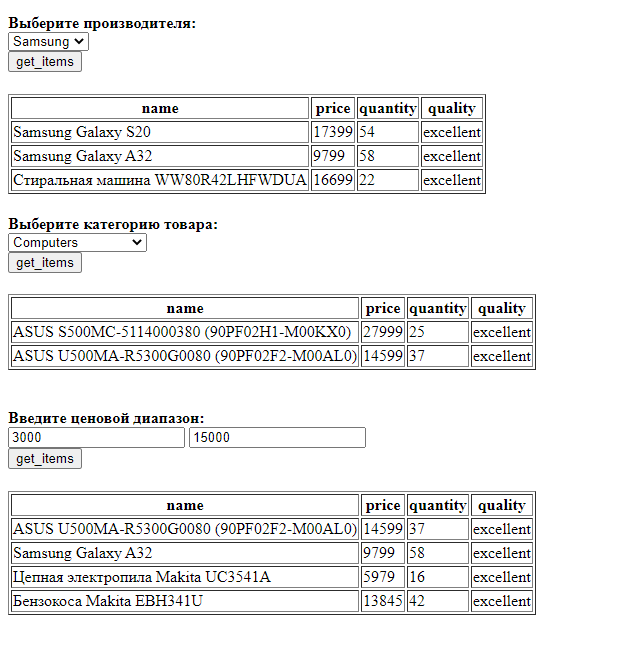 Выберите производителя:
Samsung
get_items
name price quantity quality
Samsung Galaxy S20 17399 54 excellent
Samsung Galaxy A32 9799 58 excellent
Стиральная машина WW80R42LHFWDUA 16699 22 excellent
Выберите категорию товара:
Computers
get_items
name price quantity quality
ASUS S500MC-5114000380 (90PF02H1-M00KX0) 27999 25 excellent
ASUS U500MA-R5300G0080 (90PF02F2-M00AL0) 14599 37 excellent
Введите ценовой диапазон:
3000 15000
get_items
name price quantity quality
ASUS U500MA-R5300G0080 (90PF02F2-M00AL0) 14599 37 excellent
Samsung Galaxy A32 9799 58 excellent
Цепная электропила Makita UC3541A 5979 16 excellent
Бензокоса Makita EBH341U 13845 42 excellent